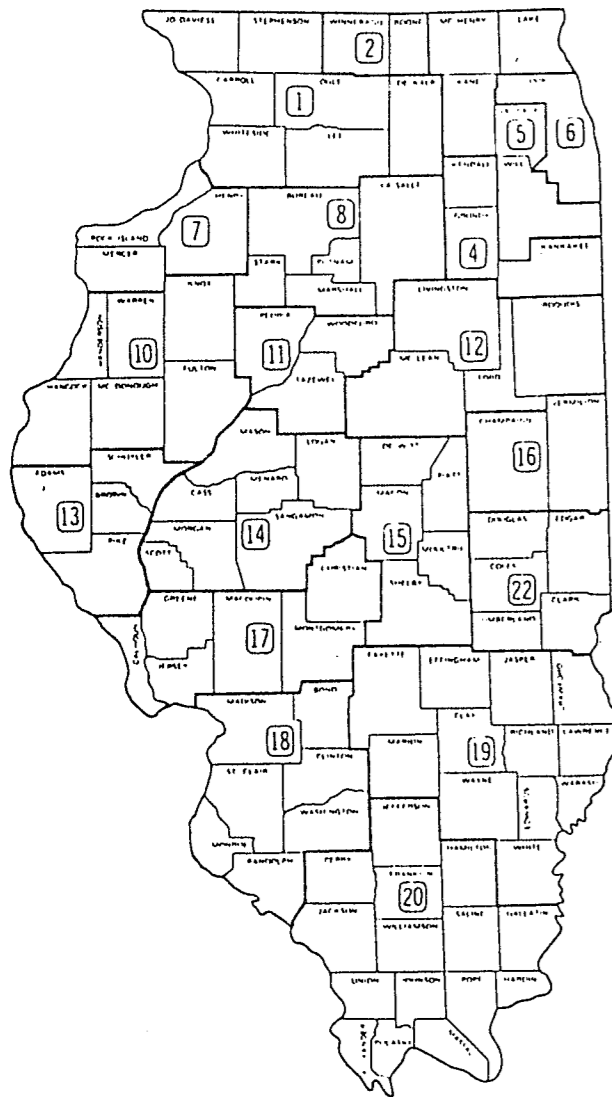 JO DAVIESS
STEPHENSON
WINNEBAGO
BOONE
MC HENRY
LAKE
2
CARROLL
OGLE
DE KALB
KANE
1
5
6
WHITESIDE
LEE
KENDALL
WILL
LA SALLE
HENRY
BUREAU
8
7
GRUNDY
4
ROCK ISLAND
MERCER
STARK
PUTNAM
KANKAKEE
KNOX
MARSHALL
LIVINGSTON
WARREN
PEORIA
WOODFORD
IROQUOIS
HENDERSON
10
11
12
MC LEAN
FORD
FULTON
TAZEWELL
HANCOCK
MC DONOUGH
VERMILION
CHAMPAIGN
MASON
LOGAN
DE WITT
SCHUYLER
16
ADAMS
CASS
MENARD
PIATT
MACON
BROWN
13
SANGAMON
DOUGLAS
EDGAR
MORGAN
14
15
PIKE
SCOTT
MOULTRIE
COLES
CHRISTIAN
SHELBY
22
GREENE
MACOUPIN
CLARK
CUMBERLAND
MONTGOMERY
17
CALHOUN
JERSEY
FAYETTE
EFFINGHAM
JASPER
BOND
MADISON
CLAY
18
19
RICHLAND
LAWRENCE
MARION
CLINTON
ST. CLAIR
WAYNE
WABASH
EDWARDS
WASHINGTON
JEFFERSON
MONROE
RANDOLPH
PERRY
HAMILTON
WHITE
FRANKLIN
20
JACKSON
SALINE
GALLATIN
WILLIAMSON
UNION
JOHNSON
POPE
HARDIN
PULASKI